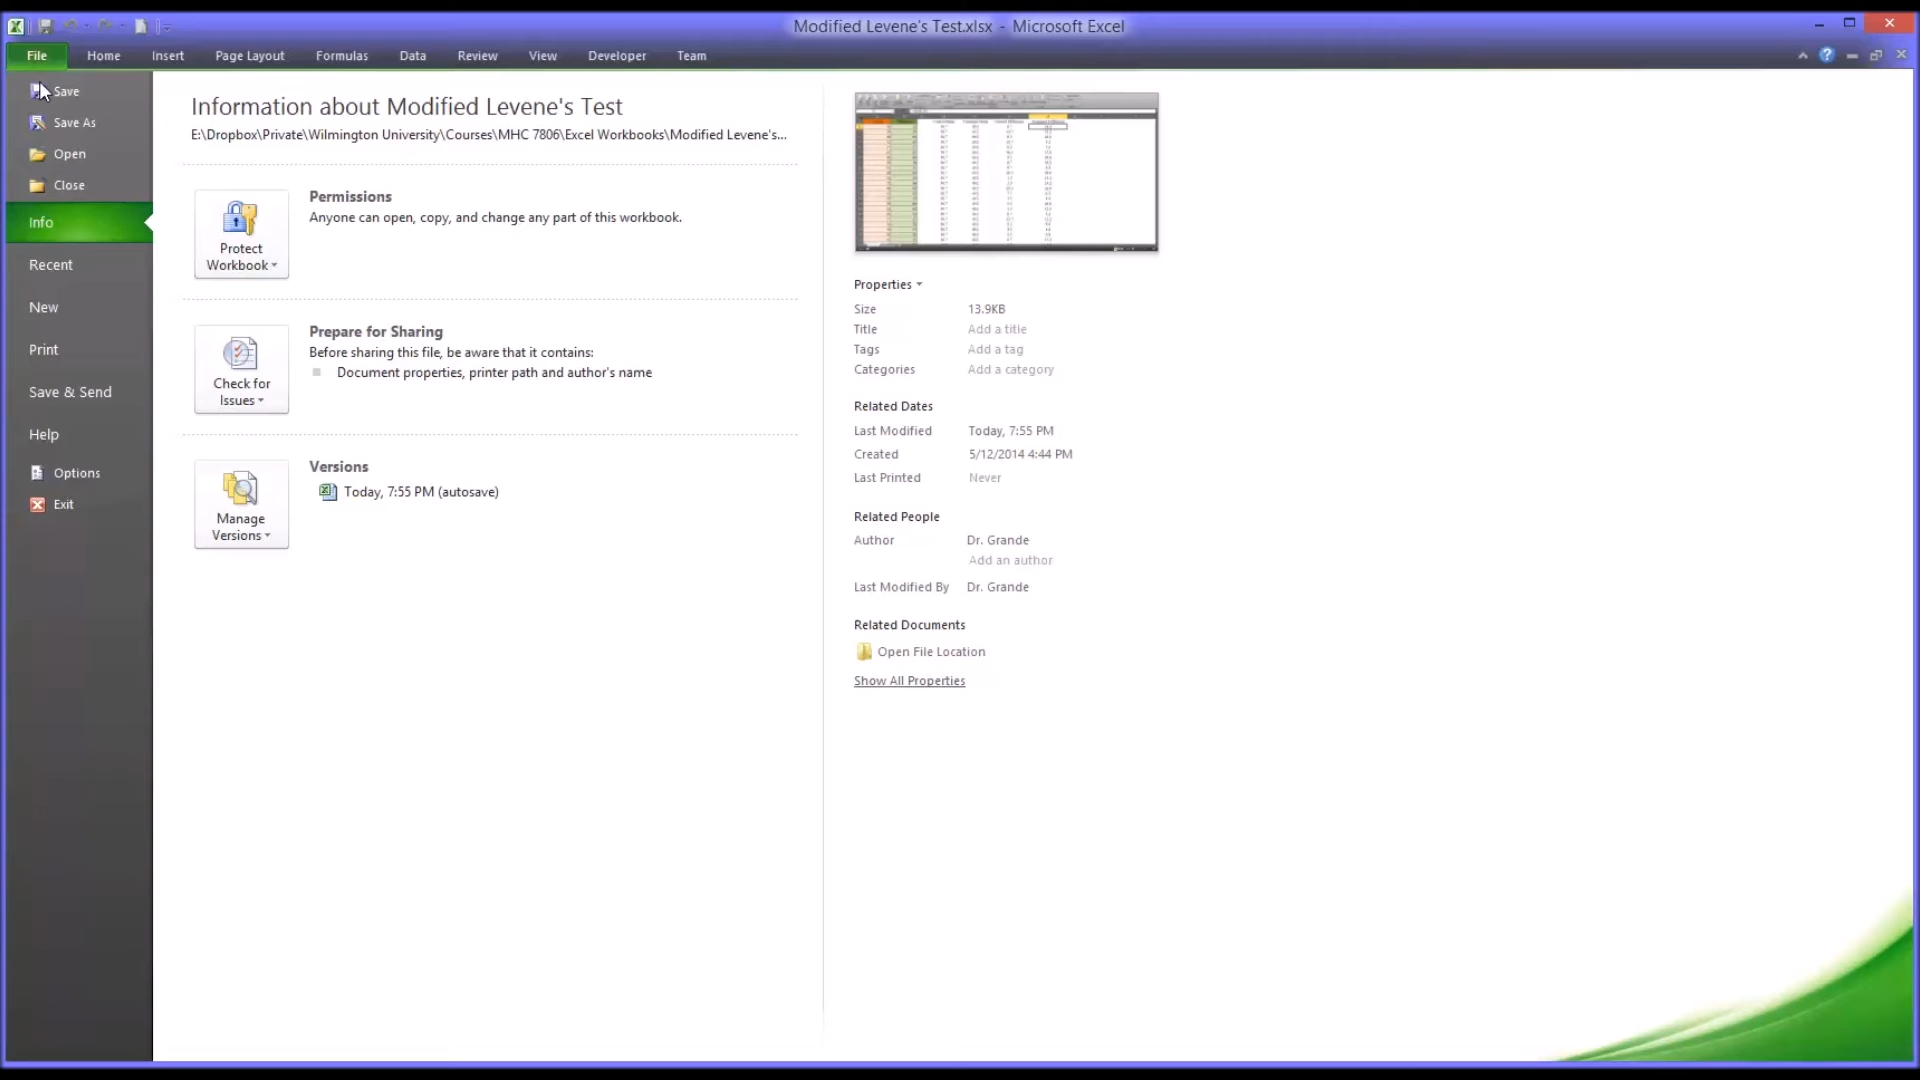 Modified Levene's Test.xlsx - Microsoft Excel
File Home Insert Page Layout Formulas Data Review View Developer Team
Save
Save As
Open
Close
Info
Recent
New
Print
Save & Send
Help
Options
Exit
Information about Modified Levene's Test
E:\Dropbox\Private\Wilmington University\Courses\MHC 7806\Excel Workbooks\Modified Levene's...
Protect
Workbook
Permissions
Anyone can open, copy, and change any part of this workbook.
Check for
Issues
Prepare for Sharing
Before sharing this file, be aware that it contains:
Document properties, printer path and author's name
Manage
Versions
Versions
Today, 7:55 PM (autosave)
Properties
Size 13.9KB
Title Add a title
Tags Add a tag
Categories Add a category
Related Dates
Last Modified Today, 7:55 PM
Created 5/12/2014 4:44 PM
Last Printed Never
Related People
Author Dr. Grande
Add an author
Last Modified By Dr. Grande
Related Documents
Open File Location
Show All Properties